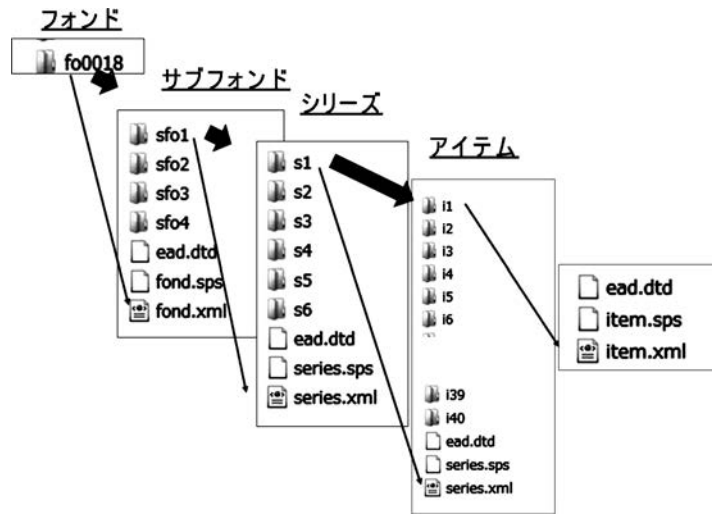 フォンド
fo0018
サブフォンド
sfo1
sfo2
sfo3
sfo4
ead.dtd
fond.sps
fond.xml
シリーズ
s1
s2
s3
s4
s5
s6
ead.dtd
series.sps
series.xml
アイテム
i1
i2
i3
i4
i5
i6
i39
i40
ead.dtd
series.sps
series.xml
ead.dtd
item.sps
item.xml